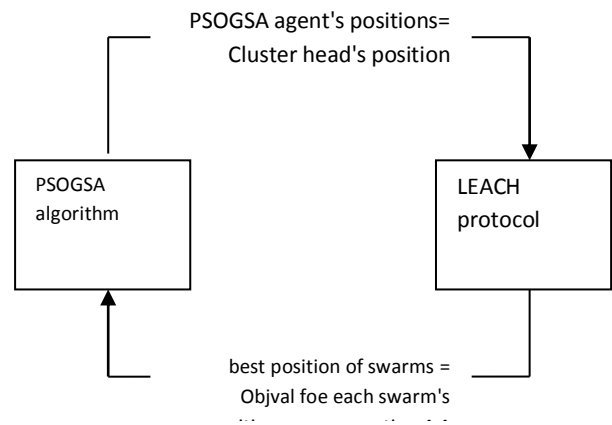 PSOGSA agent's positions=
Cluster head's position
PSOGSA
algorithm
LEACH
protocol
best position of swarms =
Objval foe each swarm's